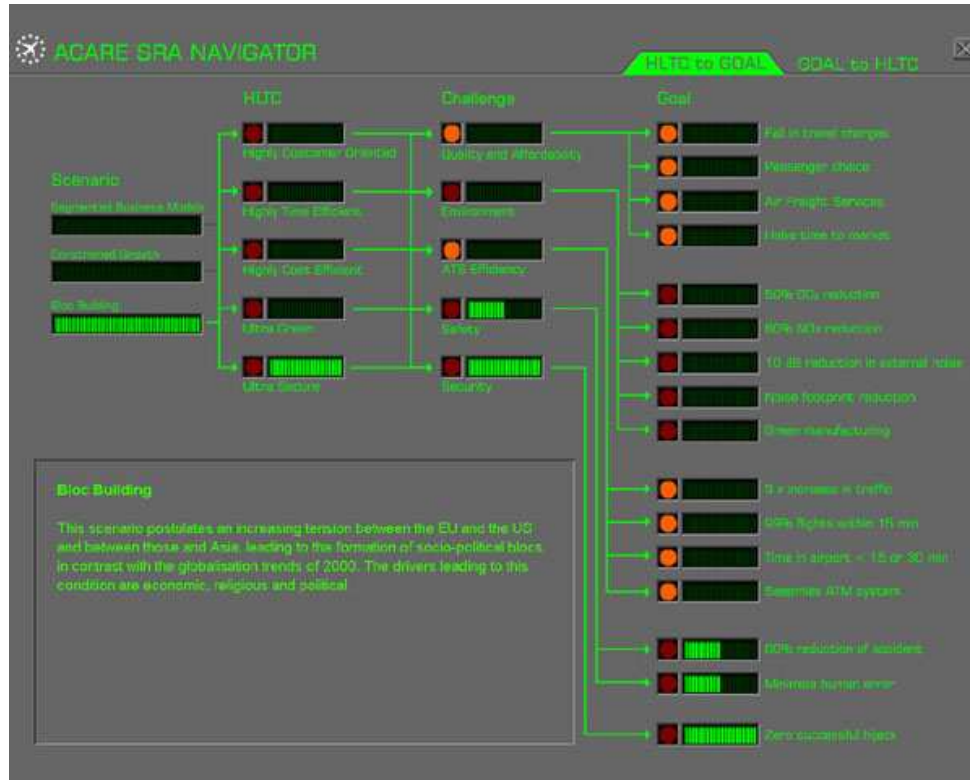 ACARE SRA NAVIGATOR
HLTC to GOAL
GOAL to HLTC
HLTC
Challenge
Goal
Scenario
Segmented Business Models
Constrained Growth
Bloc Building
Highly Customer Oriented
Highly Time Efficient
Highly Cost Efficient
Ultra Green
Ultra Secure
Quality and Affordability
Environment
ATS Efficiency
Safety
Security
Fall in travel charges
Passenger choice
Air Freight Services
Halve time to market
50% CO2 reduction
80% NOx reduction
10 dB reduction in external noise
Noise footprint reduction
Green manufacturing
3 x increase in traffic
99% flights within 15 min
Time in airport < 15 or 30 min
Seamless ATM system
80% reduction of accident
Minimise human error
Zero successful hijack
Bloc Building
This scenario postulates an increasing tension between the EU and the US
and between those and Asia, leading to the formation of socio-political blocs,
in contrast with the globalisation trends of 2000. The drivers leading to this
condition are economic, religious and political